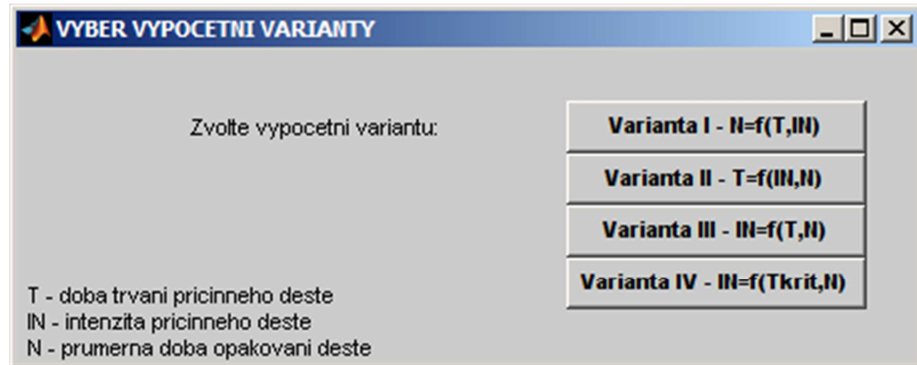 VYBER VYPOCETNI VARIANTY
Zvolte vypocetni variantu:
Varianta I - N=f(T,IN)
Varianta II - T=f(IN,N)
Varianta III - IN=f(T,N)
Varianta IV - IN=f(Tkrit,N)
T - doba trvani pricinneho deste
IN - intenzita pricinneho deste
N - prumerna doba opakovani deste